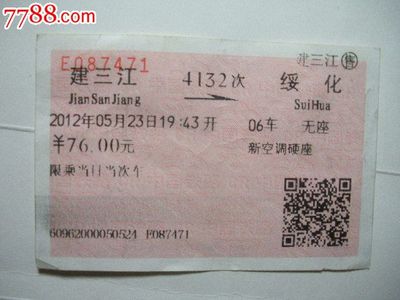 7788.com
E087471
建三江 售
建三江 4132次 绥化
JianSanJiang SuiHua
2012年05月23日19:43开 06车 无座
¥76.00元 新空调硬座
限乘当日当次车
60962000050524 E087471